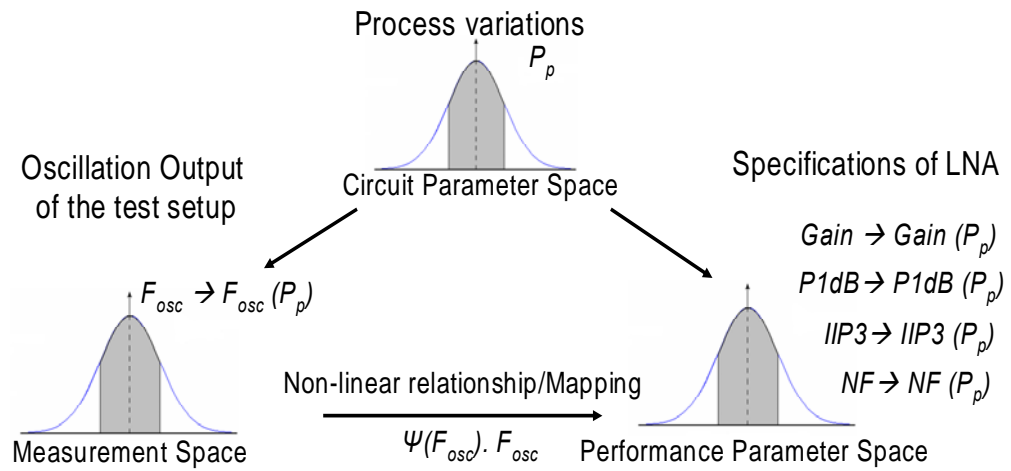 Process variations
P_p
Circuit Parameter Space
Oscillation Output
of the test setup
F_osc → F_osc (P_p)
Measurement Space
Non-linear relationship/Mapping
Ψ(F_osc). F_osc
Specifications of LNA
Gain → Gain (P_p)
P1dB → P1dB (P_p)
IIP3 → IIP3 (P_p)
NF → NF (P_p)
Performance Parameter Space